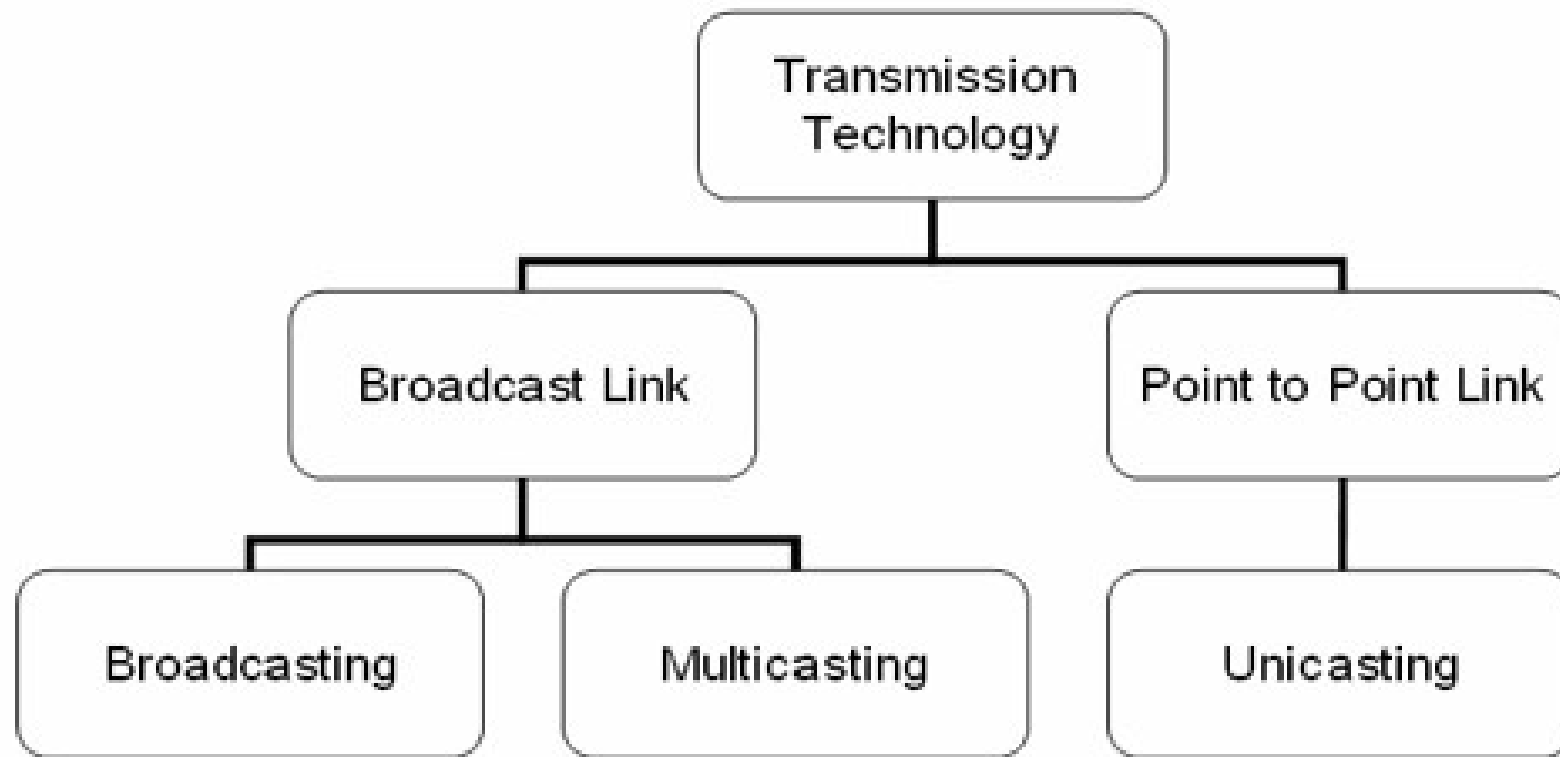 Transmission
Technology
Broadcast Link
Point to Point Link
Broadcasting
Multicasting
Unicasting